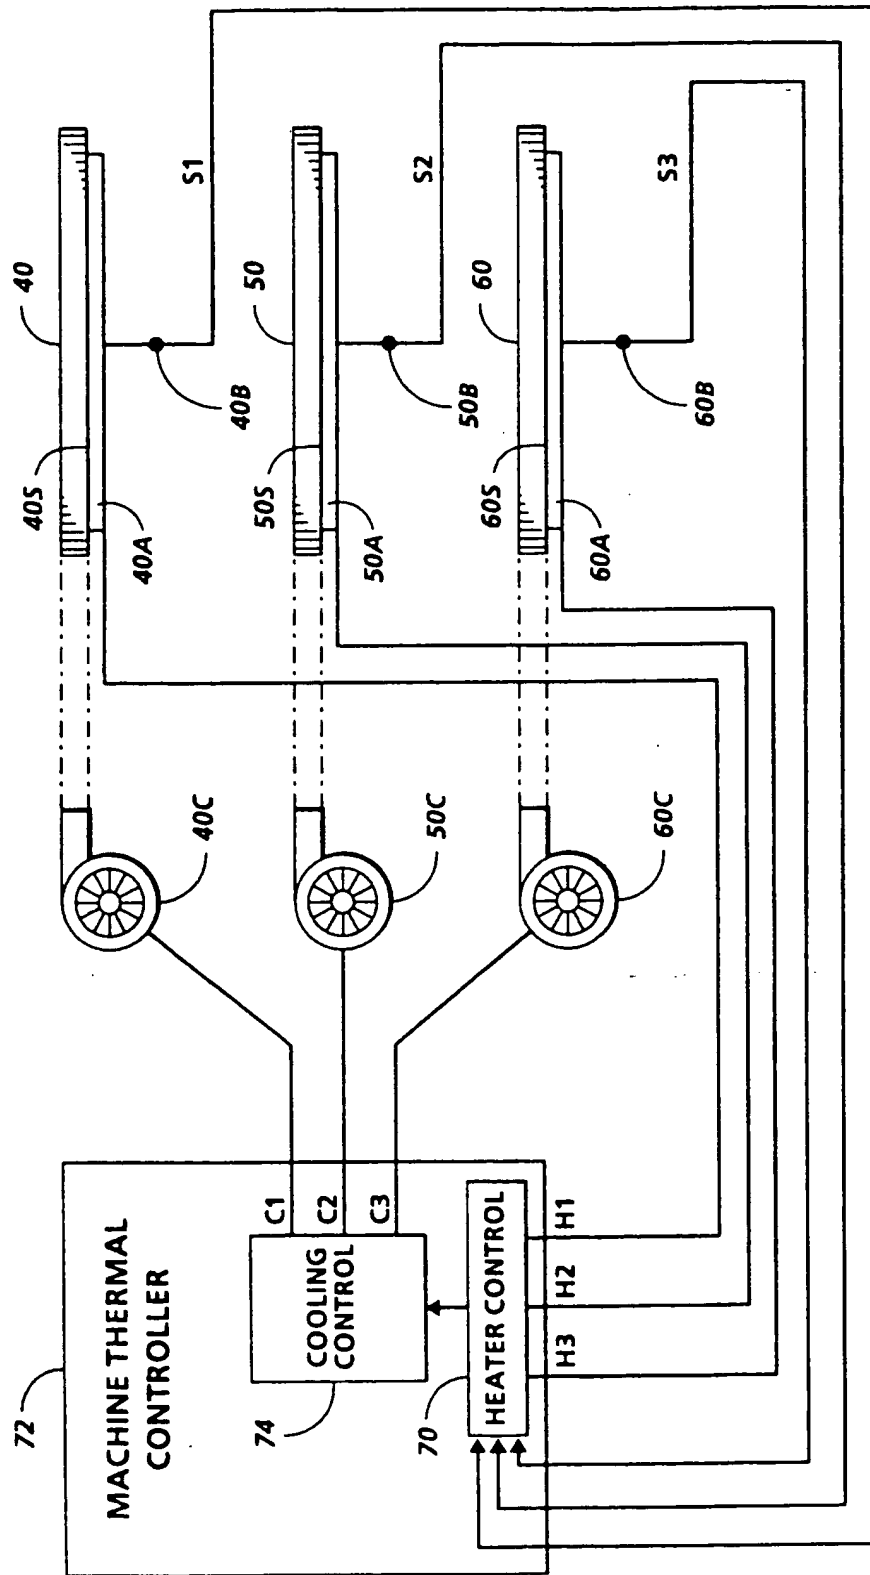 72
MACHINE THERMAL
CONTROLLER
74
COOLING
CONTROL
C1
C2
C3
70
HEATER CONTROL
H3
H2
H1
40C
50C
60C
40S
40
40A
40B
S1
50S
50
50A
50B
S2
60S
60
60A
60B
S3